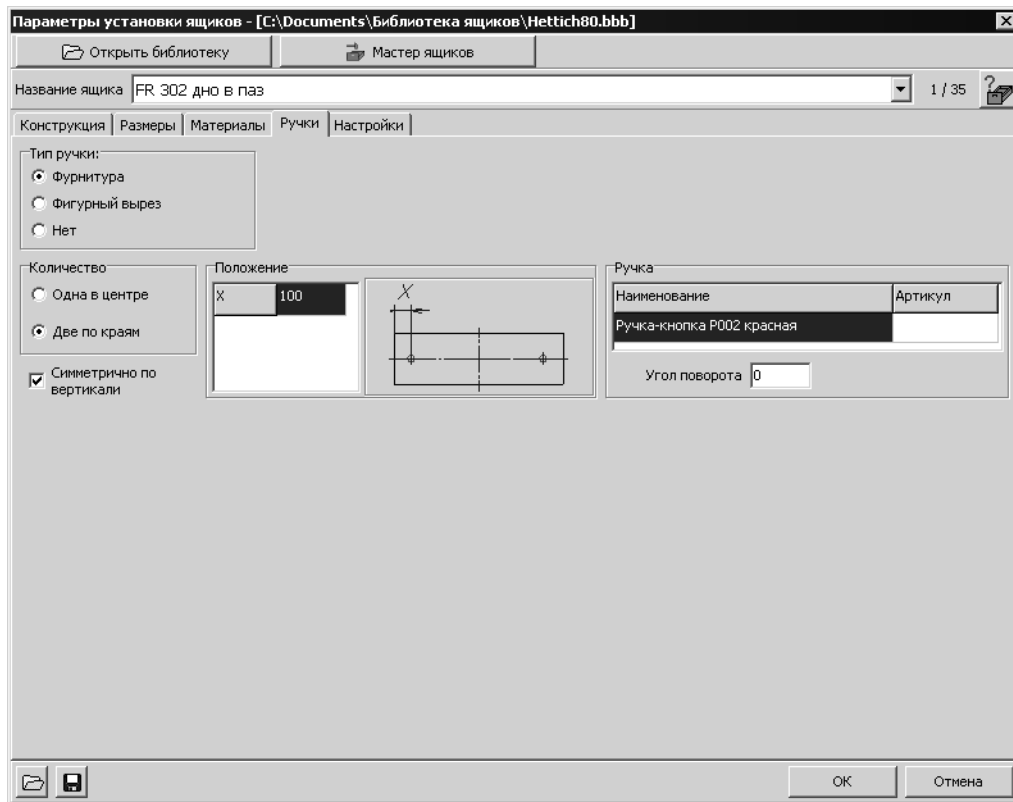 Параметры установки ящиков - [C:\Documents\Библиотека ящиков\Hettich80.bbb]
Открыть библиотеку
Мастер ящиков
Название ящика FR 302 дно в паз 1 / 35
Конструкция Размеры Материалы Ручки Настройки
Тип ручки:
Фурнитура
Фигурный вырез
Нет
Количество
Одна в центре
Две по краям
Симметрично по
вертикали
Положение
X 100
X
Ручка
Наименование Артикул
Ручка-кнопка P002 красная
Угол поворота 0
OK Отмена